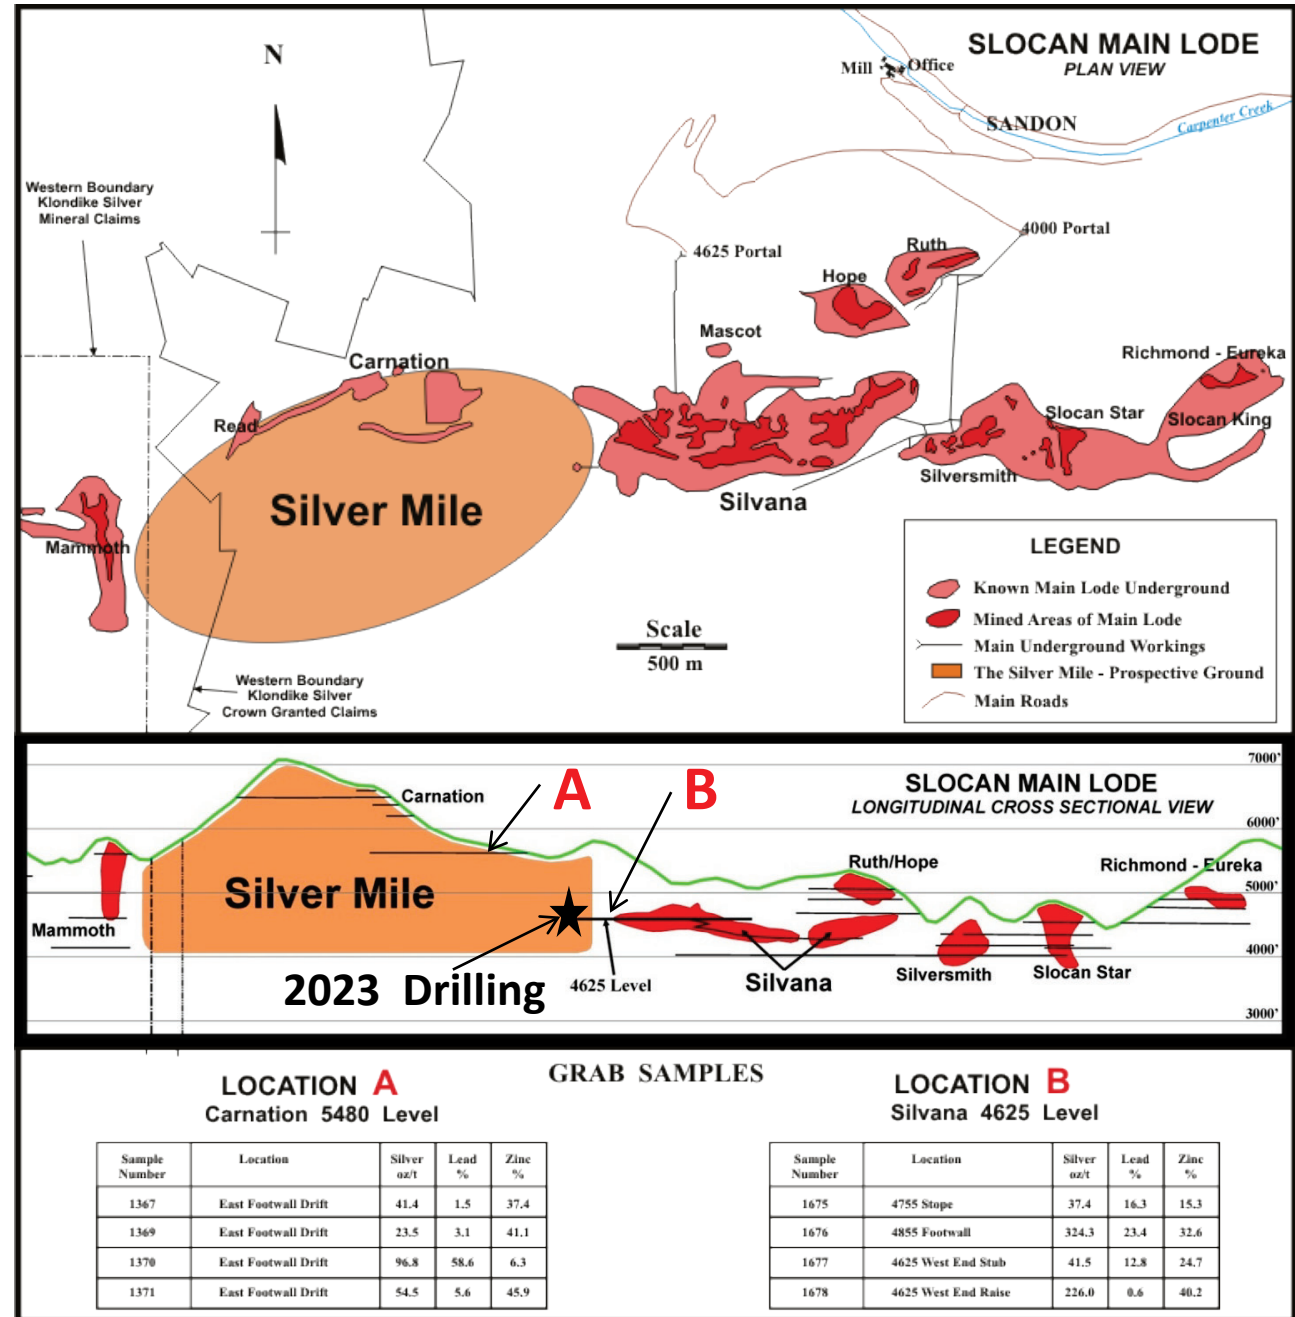 SLOCAN MAIN LODE
PLAN VIEW
N
Mill
Office
SANDON
Carpenter Creek
Western Boundary
Klondike Silver
Mineral Claims
4625 Portal
4000 Portal
Ruth
Hope
Mascot
Carnation
Richmond - Eureka
Read
Slocan Star
Slocan King
Silver Mile
Silvana
Silversmith
Mammoth
LEGEND
Known Main Lode Underground
Mined Areas of Main Lode
Main Underground Workings
The Silver Mile - Prospective Ground
Main Roads
Scale
500 m
Western Boundary
Klondike Silver
Crown Granted Claims
7000'
6000'
5000'
4000'
3000'
SLOCAN MAIN LODE
LONGITUDINAL CROSS SECTIONAL VIEW
A
B
Carnation
Ruth/Hope
Richmond - Eureka
Silver Mile
Mammoth
2023 Drilling
4625 Level
Silvana
Silversmith
Slocan Star
GRAB SAMPLES
LOCATION A
Carnation 5480 Level
Sample Number Location Silver oz/t Lead % Zinc %
1367 East Footwall Drift 41.4 1.5 37.4
1369 East Footwall Drift 23.5 3.1 41.1
1370 East Footwall Drift 96.8 58.6 6.3
1371 East Footwall Drift 54.5 5.6 45.9
LOCATION B
Silvana 4625 Level
Sample Number Location Silver oz/t Lead % Zinc %
1675 4755 Stope 37.4 16.3 15.3
1676 4855 Footwall 324.3 23.4 32.6
1677 4625 West End Stub 41.5 12.8 24.7
1678 4625 West End Raise 226.0 0.6 40.2